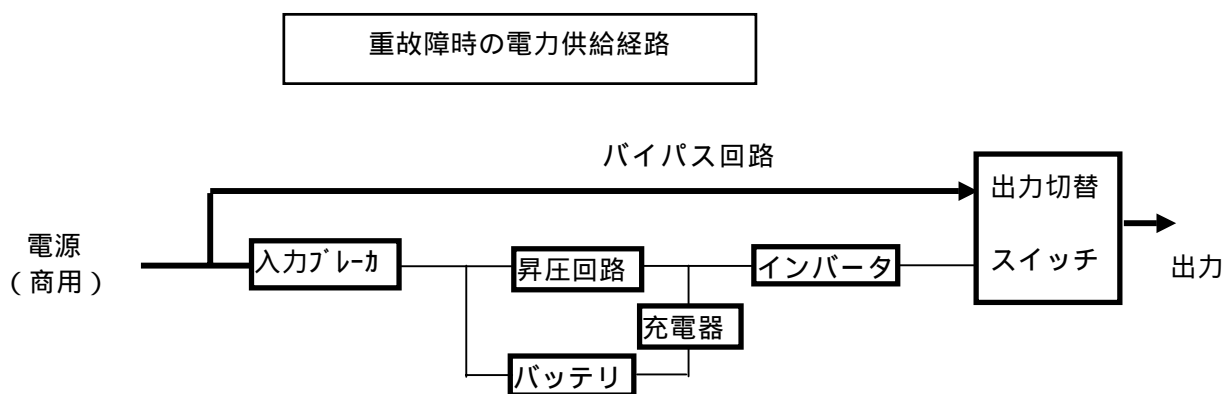 重故障時の電力供給経路
バイパス回路
出力切替
スイッチ
電源
(商用)
入力ﾌﾞﾚｰｶ
昇圧回路
インバータ
出力
充電器
バッテリ